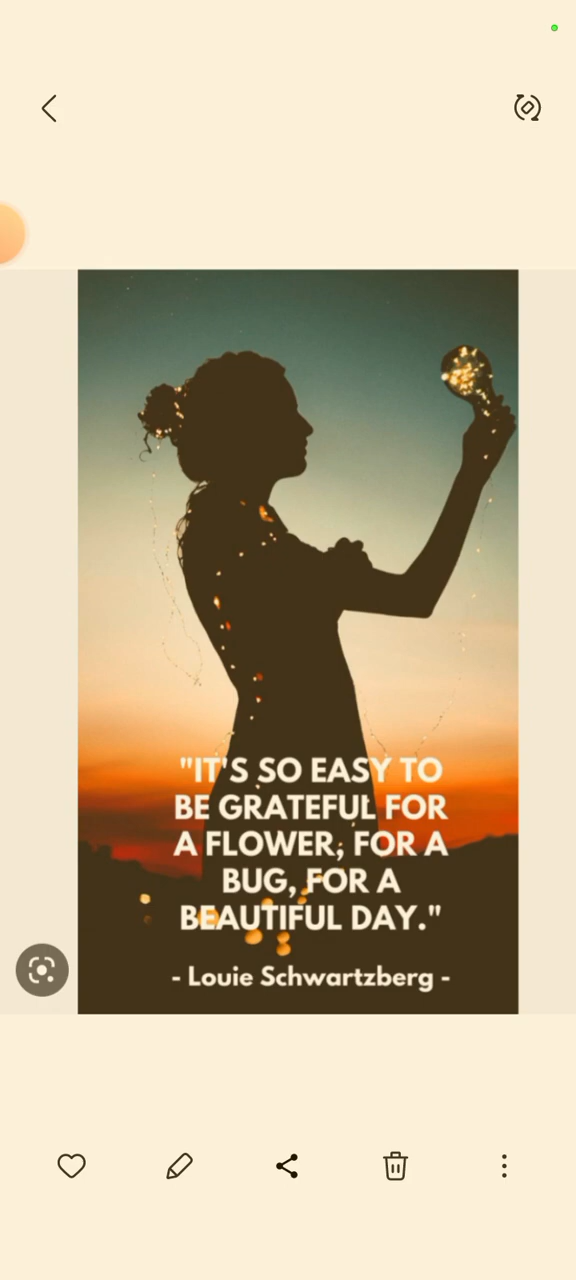 "IT'S SO EASY TO
BE GRATEFUL FOR
A FLOWER, FOR A
BUG, FOR A
BEAUTIFUL DAY."
- Louie Schwartzberg -